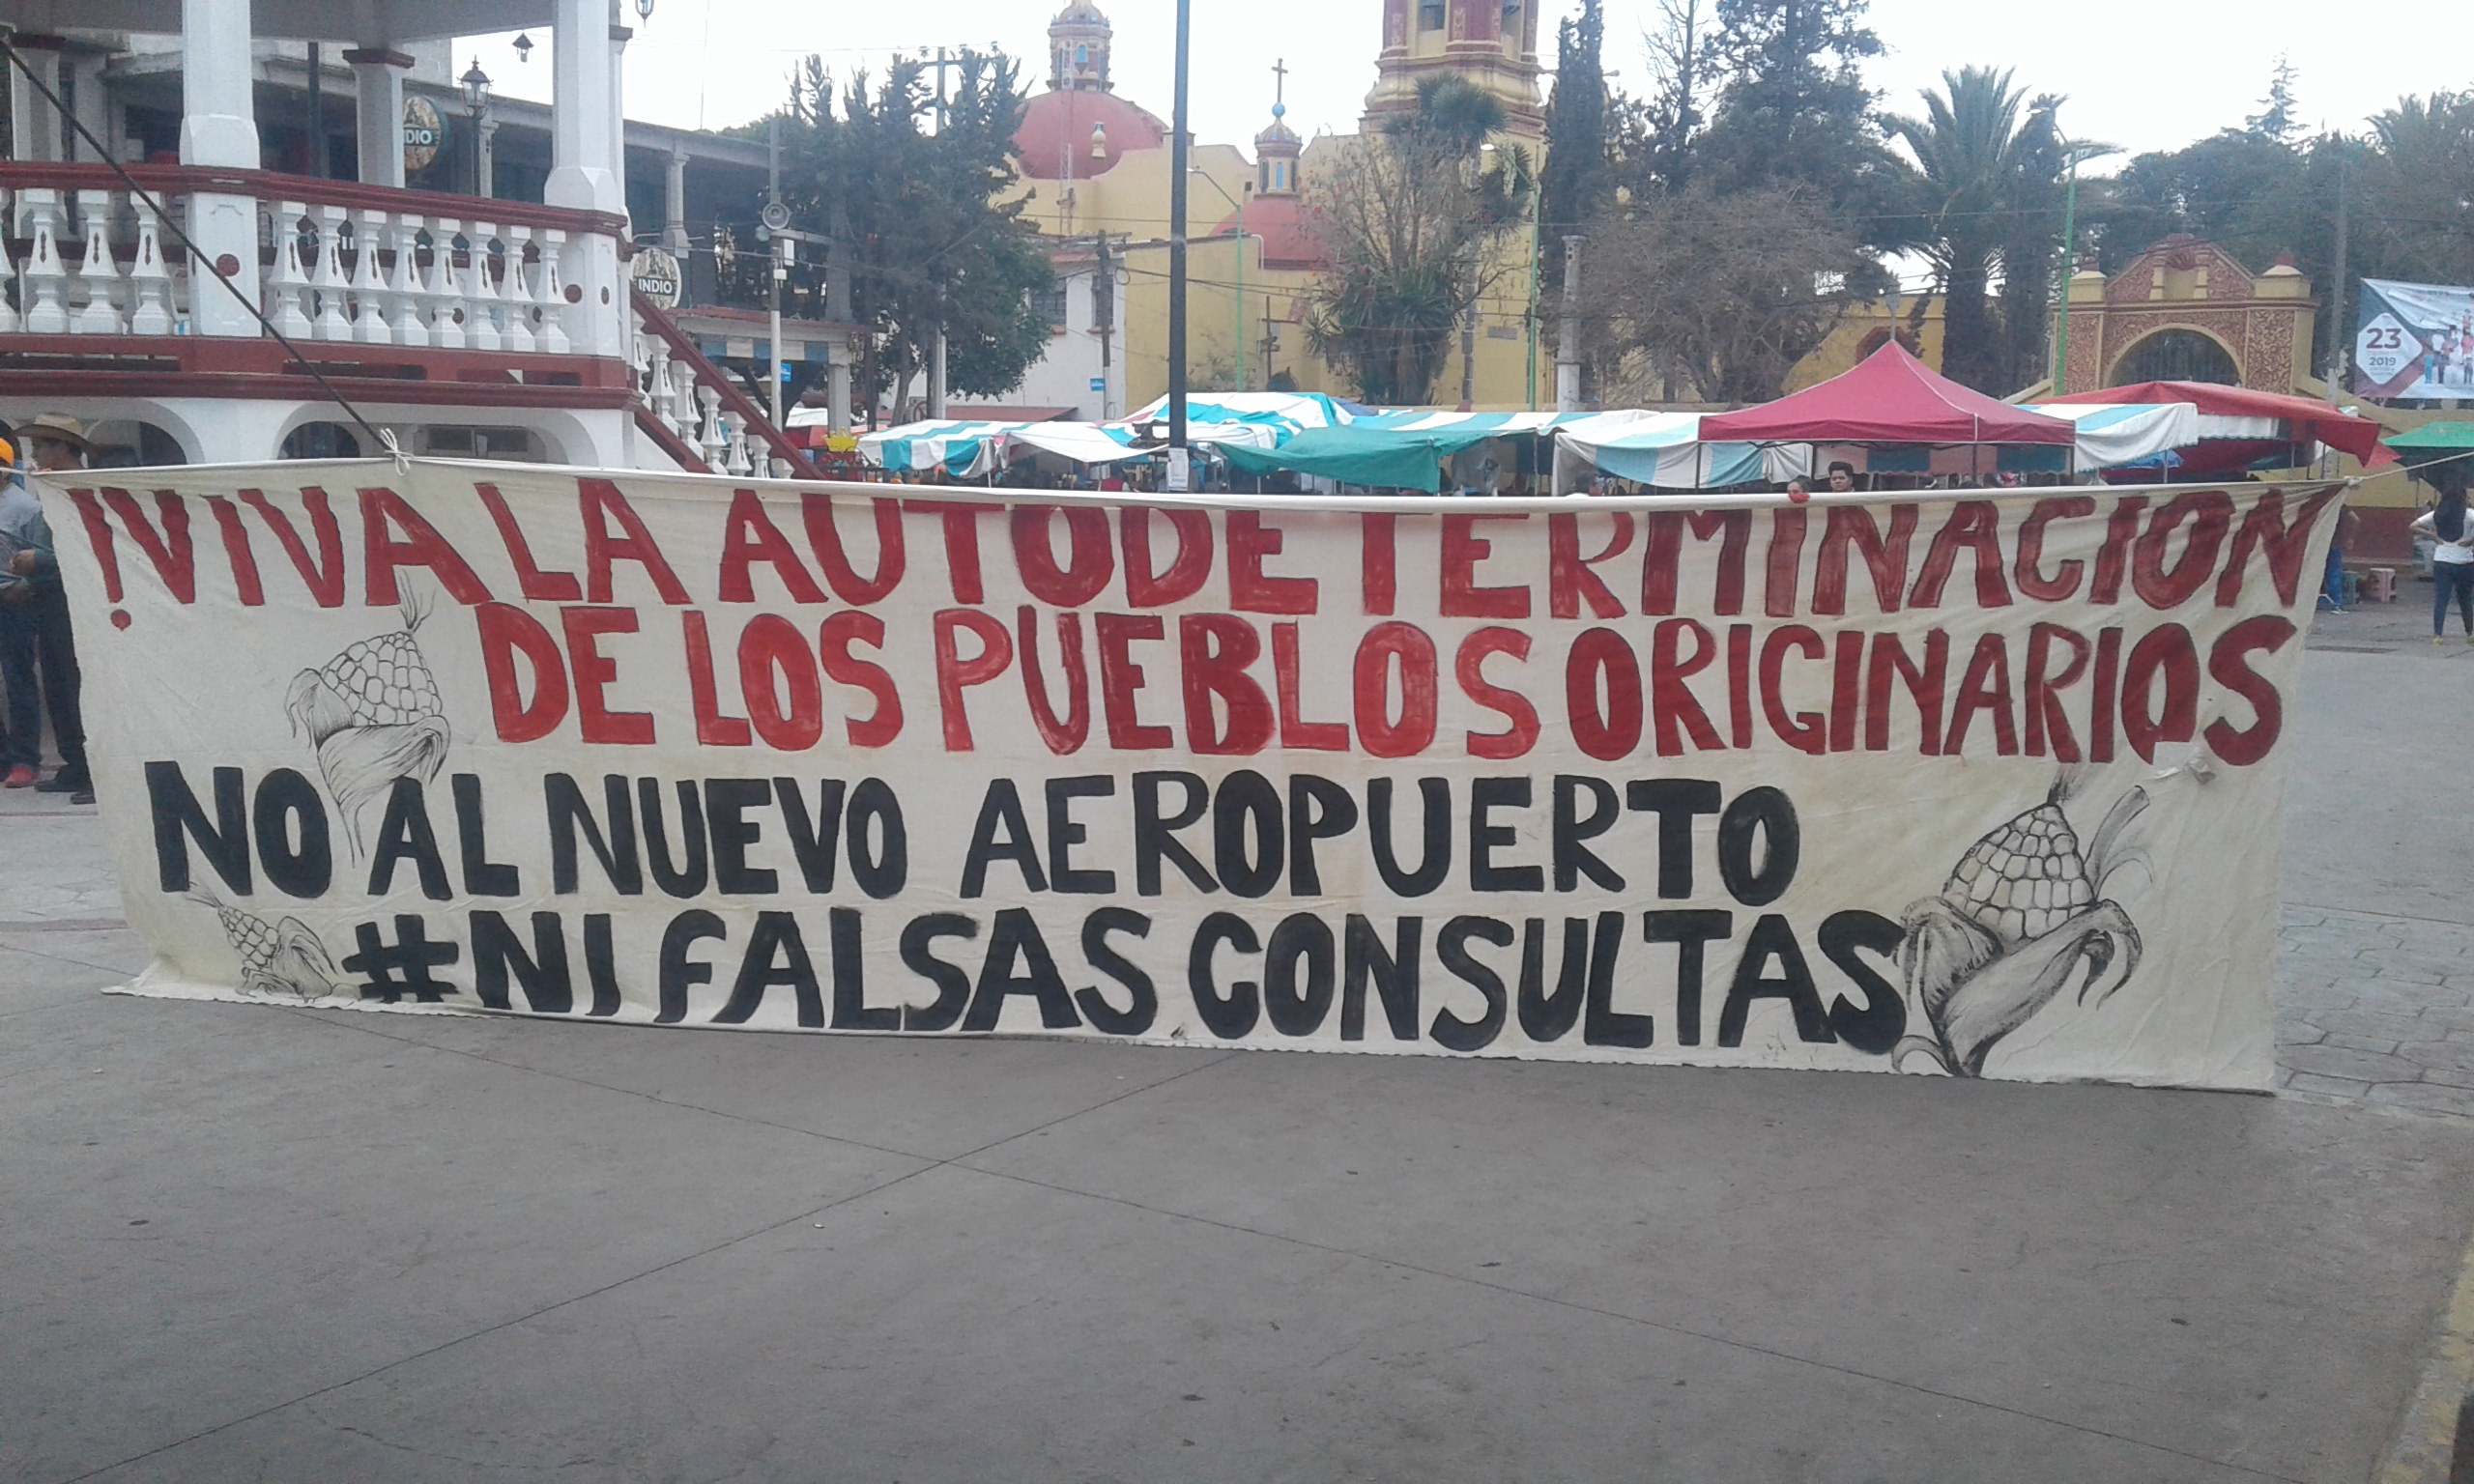 INDIO
INDIO
23
2019
!VIVA LA AUTODETERMINACION
DE LOS PUEBLOS ORIGINARIOS
NO AL NUEVO AEROPUERTO
#NI FALSAS CONSULTAS